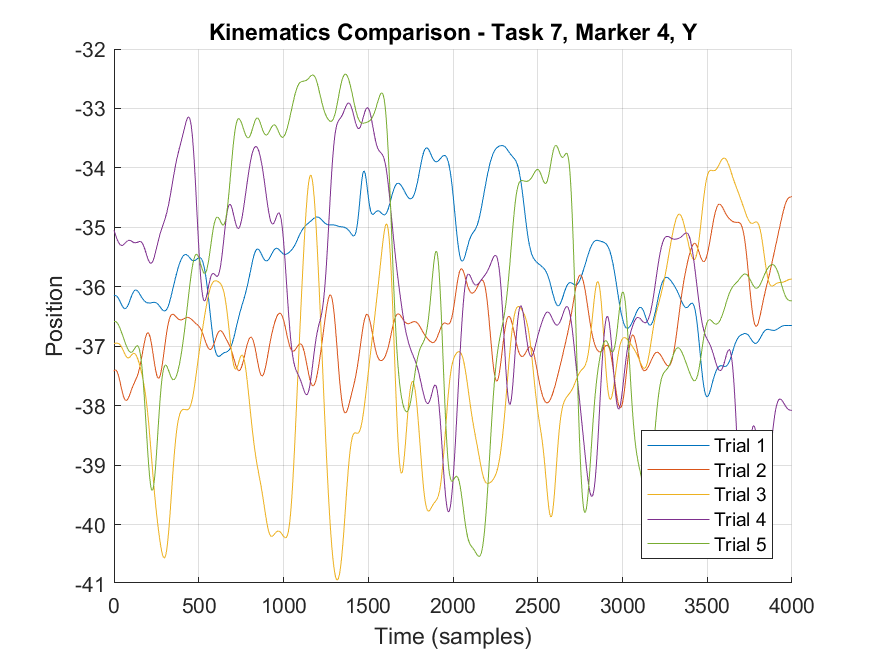 Kinematics Comparison - Task 7, Marker 4, Y
-32
-33
-34
-35
-36
-37
-38
-39
-40
-41
Position
Trial 1
Trial 2
Trial 3
Trial 4
Trial 5
0 500 1000 1500 2000 2500 3000 3500 4000
Time (samples)